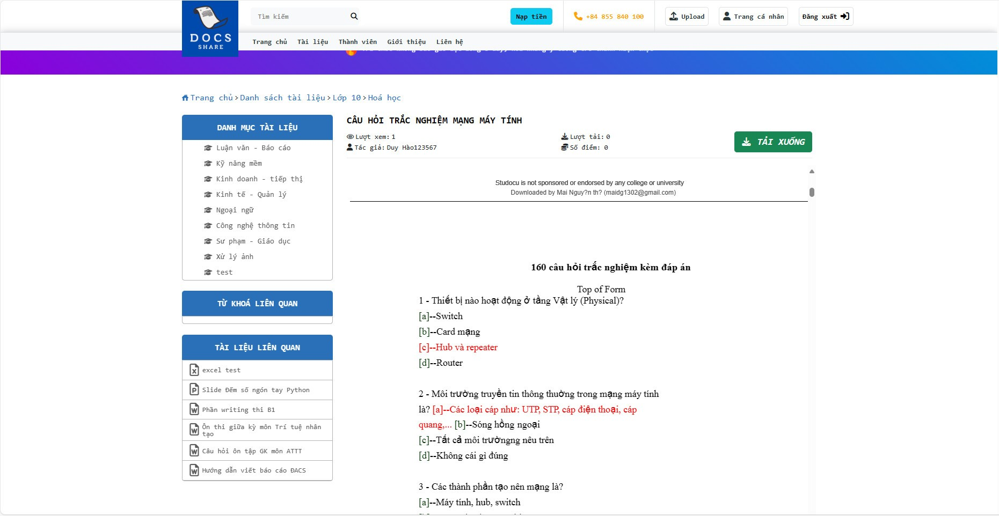 DOCS
SHARE
Tìm kiếm
Nạp tiền
+84 855 840 100
Upload
Trang cá nhân
Đăng xuất
Trang chủ
Tài liệu
Thành viên
Giới thiệu
Liên hệ
Trang chủ > Danh sách tài liệu > Lớp 10 > Hoá học
DANH MỤC TÀI LIỆU
Luận văn - Báo cáo
Kỹ năng mềm
Kinh doanh - tiếp thị
Kinh tế - Quản lý
Ngoại ngữ
Công nghệ thông tin
Sư phạm - Giáo dục
Xử lý ảnh
test
TỪ KHOÁ LIÊN QUAN
TÀI LIỆU LIÊN QUAN
excel test
Slide Đếm số ngón tay Python
Phần writing thi B1
Ôn thi giữa kỳ môn Trí tuệ nhân
tạo
Câu hỏi ôn tập GK môn ATTT
Hướng dẫn viết báo cáo ĐACS
CÂU HỎI TRẮC NGHIỆM MẠNG MÁY TÍNH
Lượt xem: 1
Lượt tải: 0
Tác giả: Duy Hào123567
Số điểm: 0
TẢI XUỐNG
Studocu is not sponsored or endorsed by any college or university
Downloaded by Mai Nguy?n th? (maidg1302@gmail.com)
160 câu hỏi trắc nghiệm kèm đáp án
Top of Form
1 - Thiết bị nào hoạt động ở tầng Vật lý (Physical)?
[a]--Switch
[b]--Card mạng
[c]--Hub và repeater
[d]--Router
2 - Môi trường truyền tin thông thường trong mạng máy tính
là? [a]--Các loại cáp như: UTP, STP, cáp điện thoại, cáp
quang,... [b]--Sóng hồng ngoại
[c]--Tất cả môi trườngng nêu trên
[d]--Không cái gì đúng
3 - Các thành phần tạo nên mạng là?
[a]--Máy tính, hub, switch